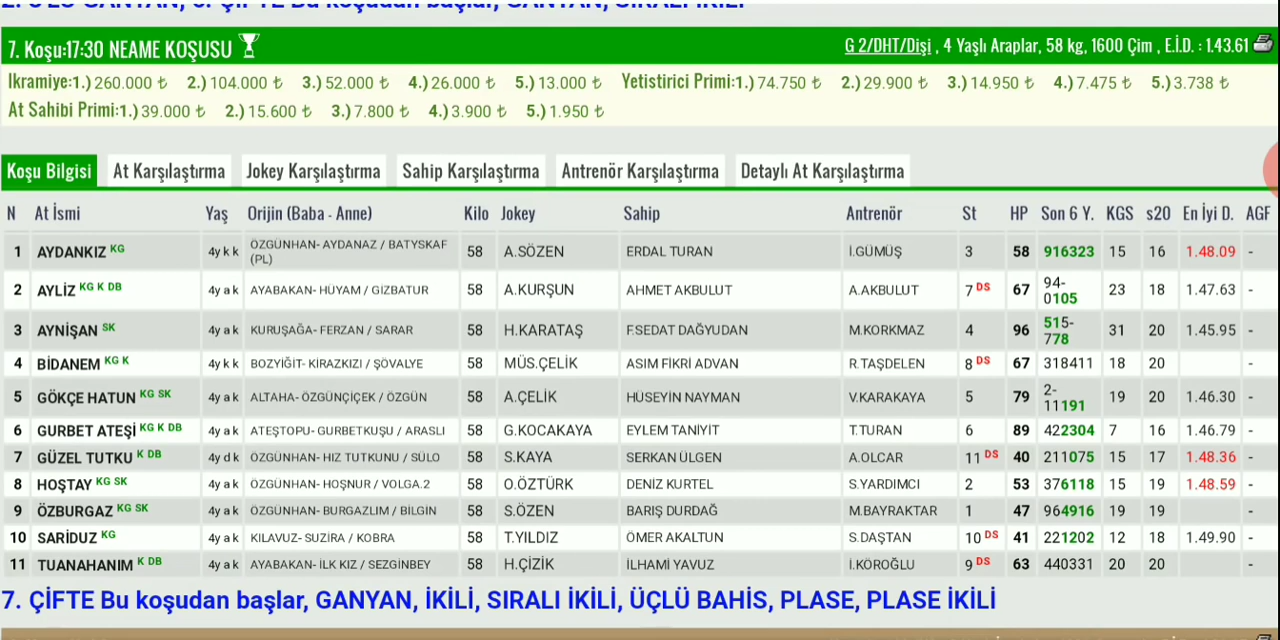 2. 3'LÜ GANYAN, 6. ÇİFTE Bu koşudan başlar, GANYAN, SIRALI İKİLİ
7. Koşu:17:30 NEAME KOŞUSU G 2/DHT/Dişi , 4 Yaşlı Araplar, 58 kg, 1600 Çim , E.İ.D. : 1.43.61
Ikramiye:1.) 260.000 ₺ 2.) 104.000 ₺ 3.) 52.000 ₺ 4.) 26.000 ₺ 5.) 13.000 ₺ Yetistirici Primi:1.) 74.750 ₺ 2.) 29.900 ₺ 3.) 14.950 ₺ 4.) 7.475 ₺ 5.) 3.738 ₺
At Sahibi Primi:1.) 39.000 ₺ 2.) 15.600 ₺ 3.) 7.800 ₺ 4.) 3.900 ₺ 5.) 1.950 ₺
Koşu Bilgisi At Karşılaştırma Jokey Karşılaştırma Sahip Karşılaştırma Antrenör Karşılaştırma Detaylı At Karşılaştırma
N At İsmi Yaş Orijin (Baba - Anne) Kilo Jokey Sahip Antrenör St HP Son 6 Y. KGS s20 En İyi D. AGF
1 AYDANKIZ KG 4y k k ÖZGÜNHAN- AYDANAZ / BATYSKAF (PL) 58 A.SÖZEN ERDAL TURAN İ.GÜMÜŞ 3 58 916323 15 16 1.48.09 -
2 AYLİZ KG K DB 4y a k AYABAKAN- HÜYAM / GIZBATUR 58 A.KURŞUN AHMET AKBULUT A.AKBULUT 7 DS 67 94-0105 23 18 1.47.63 -
3 AYNİŞAN SK 4y a k KURUŞAĞA- FERZAN / SARAR 58 H.KARATAŞ F.SEDAT DAĞYUDAN M.KORKMAZ 4 96 515-778 31 20 1.45.95 -
4 BİDANEM KG K 4y k k BOZYİĞİT- KİRAZKIZI / ŞÖVALYE 58 MÜS.ÇELİK ASIM FİKRİ ADVAN R.TAŞDELEN 8 DS 67 318411 18 20 -
5 GÖKÇE HATUN KG SK 4y a k ALTAHA- ÖZGÜNÇİÇEK / ÖZGÜN 58 A.ÇELİK HÜSEYİN NAYMAN V.KARAKAYA 5 79 2-11191 19 20 1.46.30 -
6 GURBET ATEŞİ KG K DB 4y a k ATEŞTOPU- GURBETKUŞU / ARASLI 58 G.KOCAKAYA EYLEM TANIYIT T.TURAN 6 89 422304 7 16 1.46.79 -
7 GÜZEL TUTKU K DB 4y d k ÖZGÜNHAN- HIZ TUTKUNU / SÜLO 58 S.KAYA SERKAN ÜLGEN A.OLCAR 11 DS 40 211075 15 17 1.48.36 -
8 HOŞTAY KG SK 4y a k ÖZGÜNHAN- HOŞNUR / VOLGA.2 58 O.ÖZTÜRK DENİZ KURTEL S.YARDIMCI 2 53 376118 15 19 1.48.59 -
9 ÖZBURGAZ KG SK 4y a k ÖZGÜNHAN- BURGAZLIM / BİLGİN 58 S.ÖZEN BARIŞ DURDAĞ M.BAYRAKTAR 1 47 964916 19 19 -
10 SARIDUZ KG 4y a k KILAVUZ- SUZİRA / KOBRA 58 T.YILDIZ ÖMER AKALTUN S.DAŞTAN 10 DS 41 221202 12 18 1.49.90 -
11 TUANAHANIM K DB 4y a k AYABAKAN- İLK KIZ / SEZGİNBEY 58 H.ÇİZİK İLHAMİ YAVUZ İ.KÖROĞLU 9 DS 63 440331 20 20 -
7. ÇİFTE Bu koşudan başlar, GANYAN, İKİLİ, SIRALI İKİLİ, ÜÇLÜ BAHİS, PLASE, PLASE İKİLİ